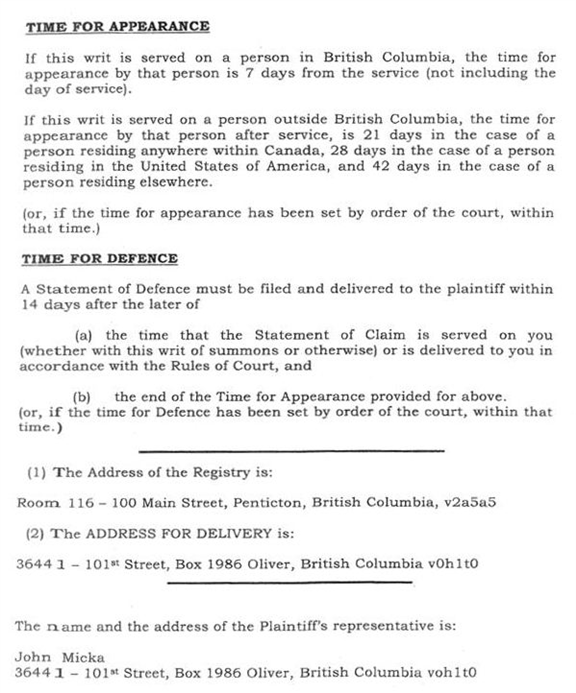 TIME FOR APPEARANCE
If this writ is served on a person in British Columbia, the time for
appearance by that person is 7 days from the service (not including the
day of service).
If this writ is served on a person outside British Columbia, the time for
appearance by that person after service, is 21 days in the case of a
person residing anywhere within Canada, 28 days in the case of a person
residing in the United States of America, and 42 days in the case of a
person residing elsewhere.
(or, if the time for appearance has been set by order of the court, within
that time.)
TIME FOR DEFENCE
A Statement of Defence must be filed and delivered to the plaintiff within
14 days after the later of
(a) the time that the Statement of Claim is served on you
(whether with this writ of summons or otherwise) or is delivered to you in
accordance with the Rules of Court, and
(b) the end of the Time for Appearance provided for above.
(or, if the time for Defence has been set by order of the court, within that
time.)
(1) The Address of the Registry is:
Room 116 – 100 Main Street, Penticton, British Columbia, v2a5a5
(2) The ADDRESS FOR DELIVERY is:
36441 – 101st Street, Box 1986 Oliver, British Columbia v0h1t0
The name and the address of the Plaintiff's representative is:
John Micka
36441 – 101st Street, Box 1986 Oliver, British Columbia voh1t0